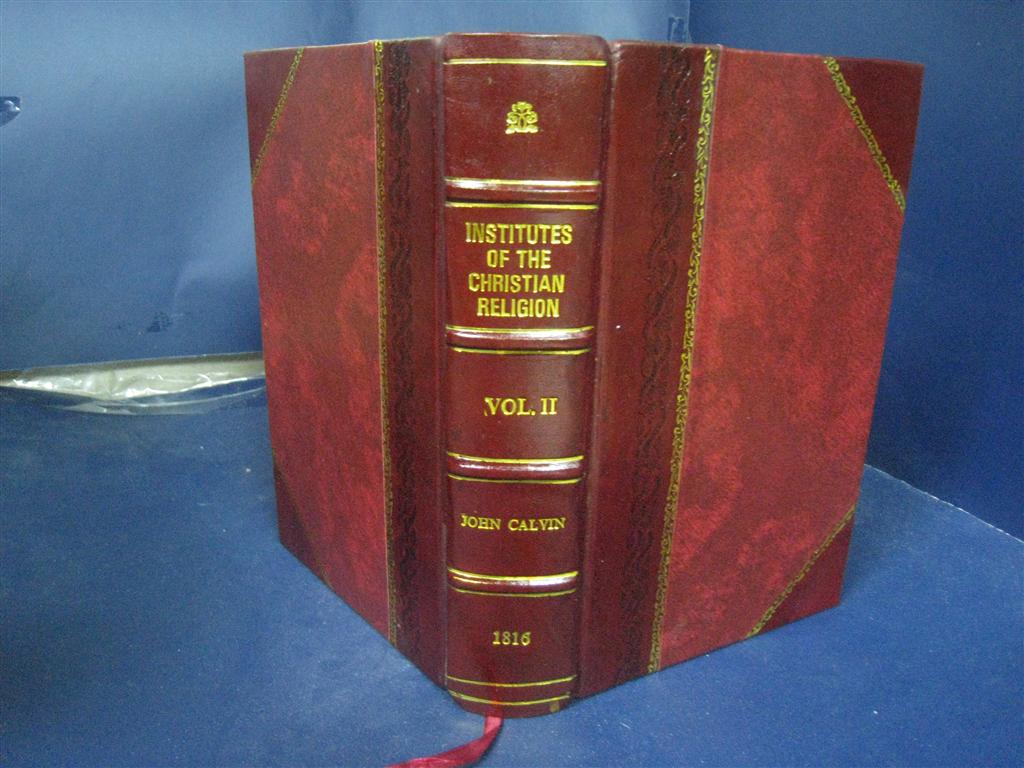 INSTITUTES
OF THE
CHRISTIAN
RELIGION
VOL. II
JOHN CALVIN
1816